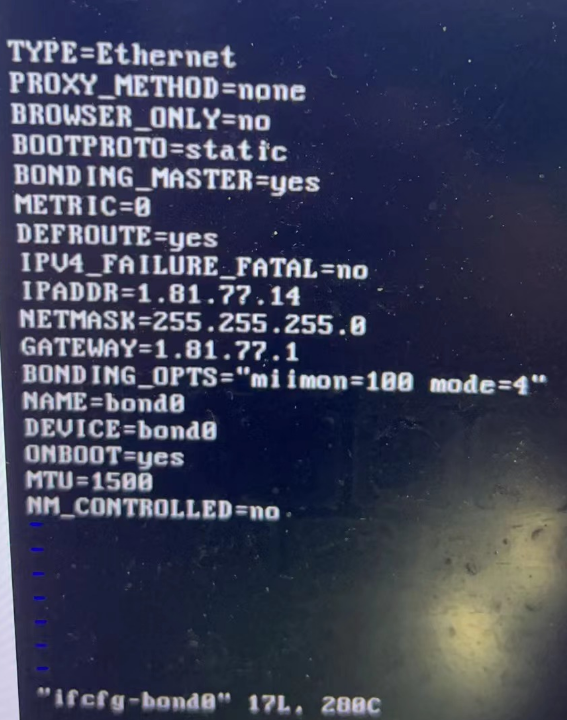 TYPE=Ethernet
PROXY_METHOD=none
BROWSER_ONLY=no
BOOTPROTO=static
BONDING_MASTER=yes
METRIC=0
DEFROUTE=yes
IPV4_FAILURE_FATAL=no
IPADDR=1.81.77.14
NETMASK=255.255.255.0
GATEWAY=1.81.77.1
BONDING_OPTS="miimon=100 mode=4"
NAME=bond0
DEVICE=bond0
ONBOOT=yes
MTU=1500
NM_CONTROLLED=no
~
~
~
~
~
~
~
"ifcfg-bond0" 17L, 280C